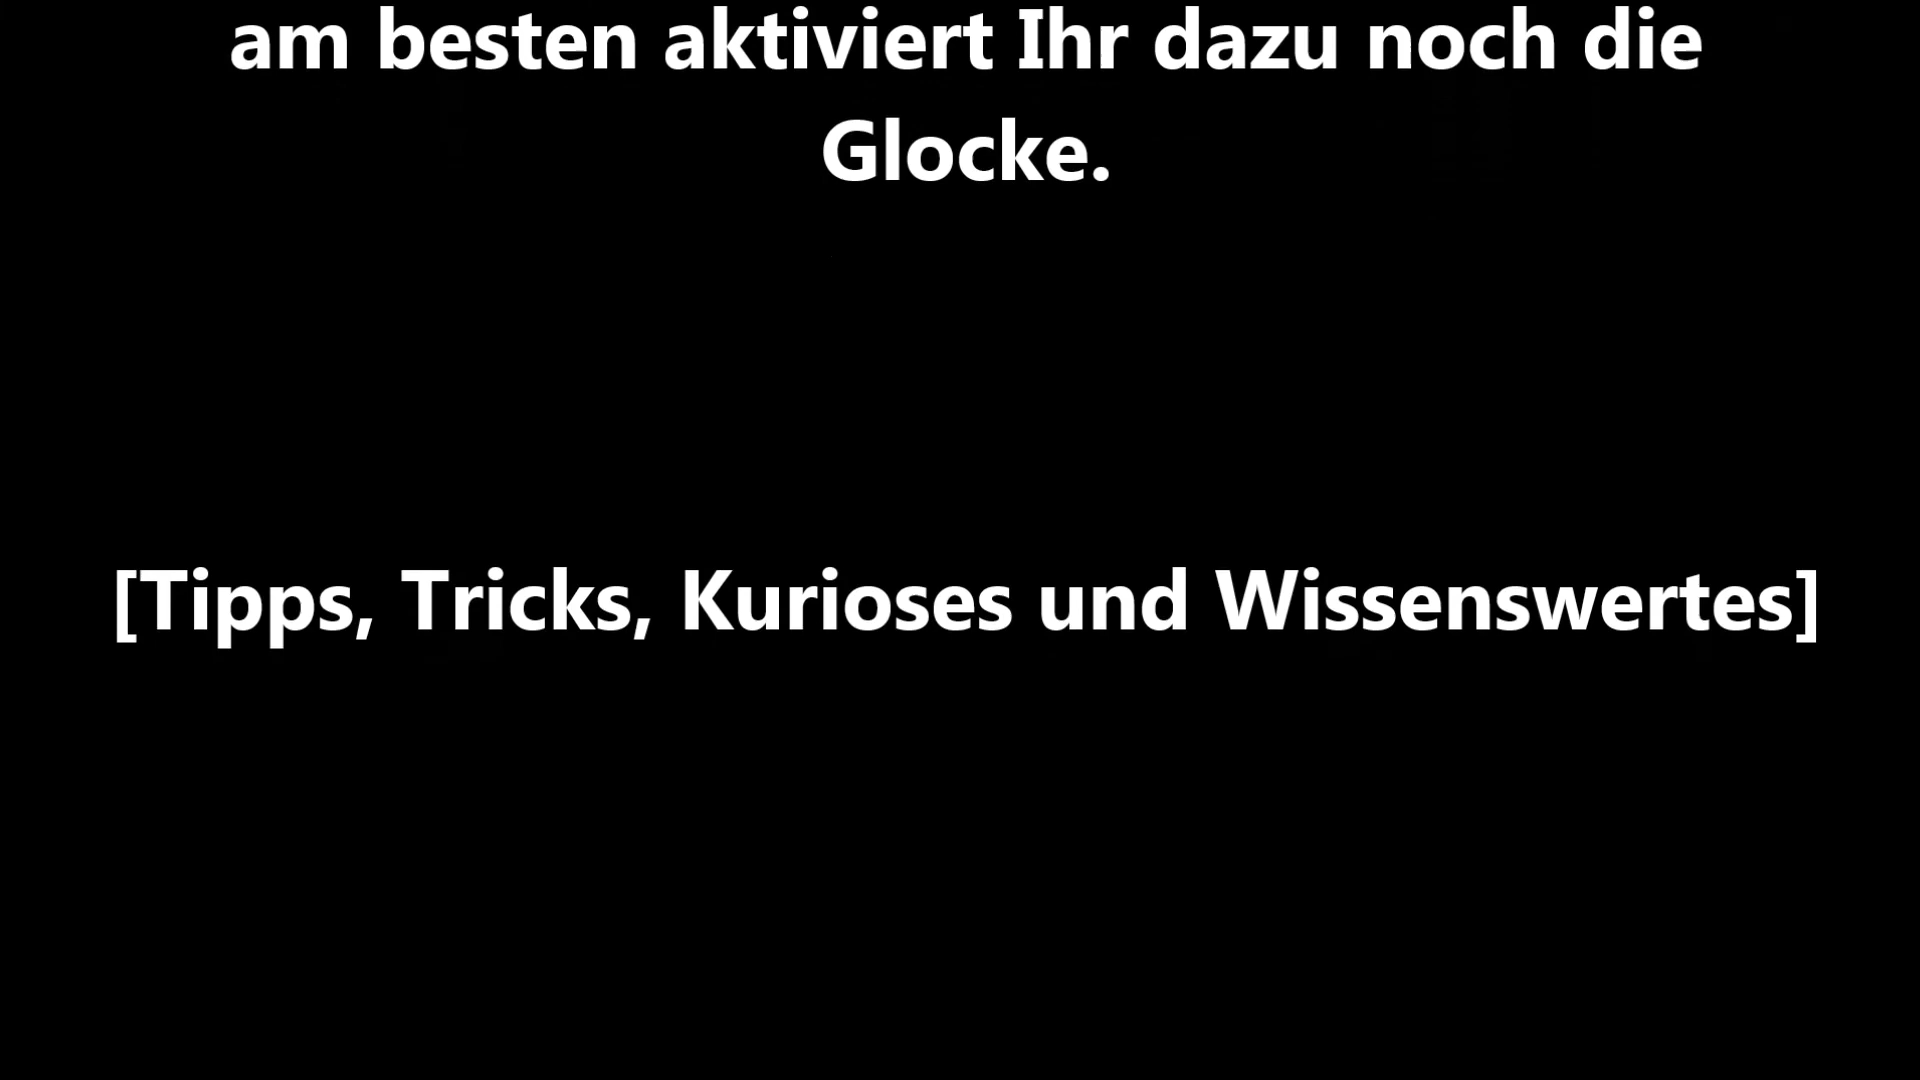 am besten aktiviert Ihr dazu noch die
Glocke.
[Tipps, Tricks, Kurioses und Wissenswertes]